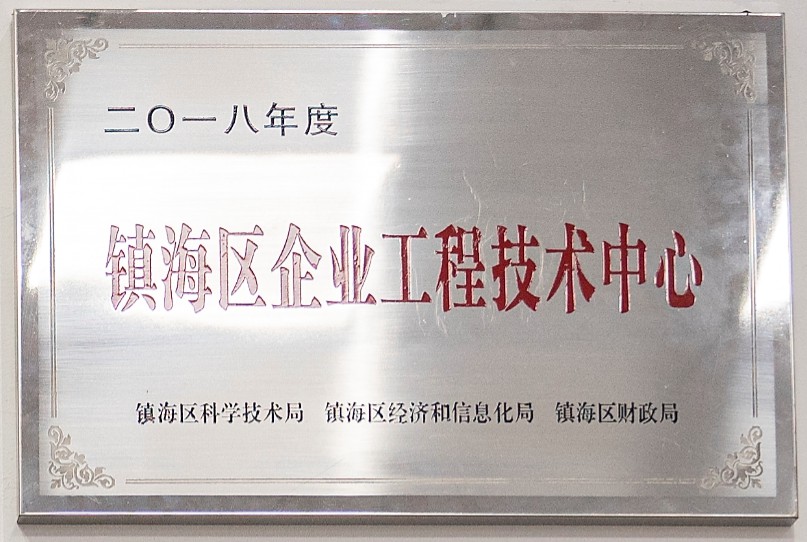 二〇一八年度
镇海区企业工程技术中心
镇海区科学技术局 镇海区经济和信息化局 镇海区财政局